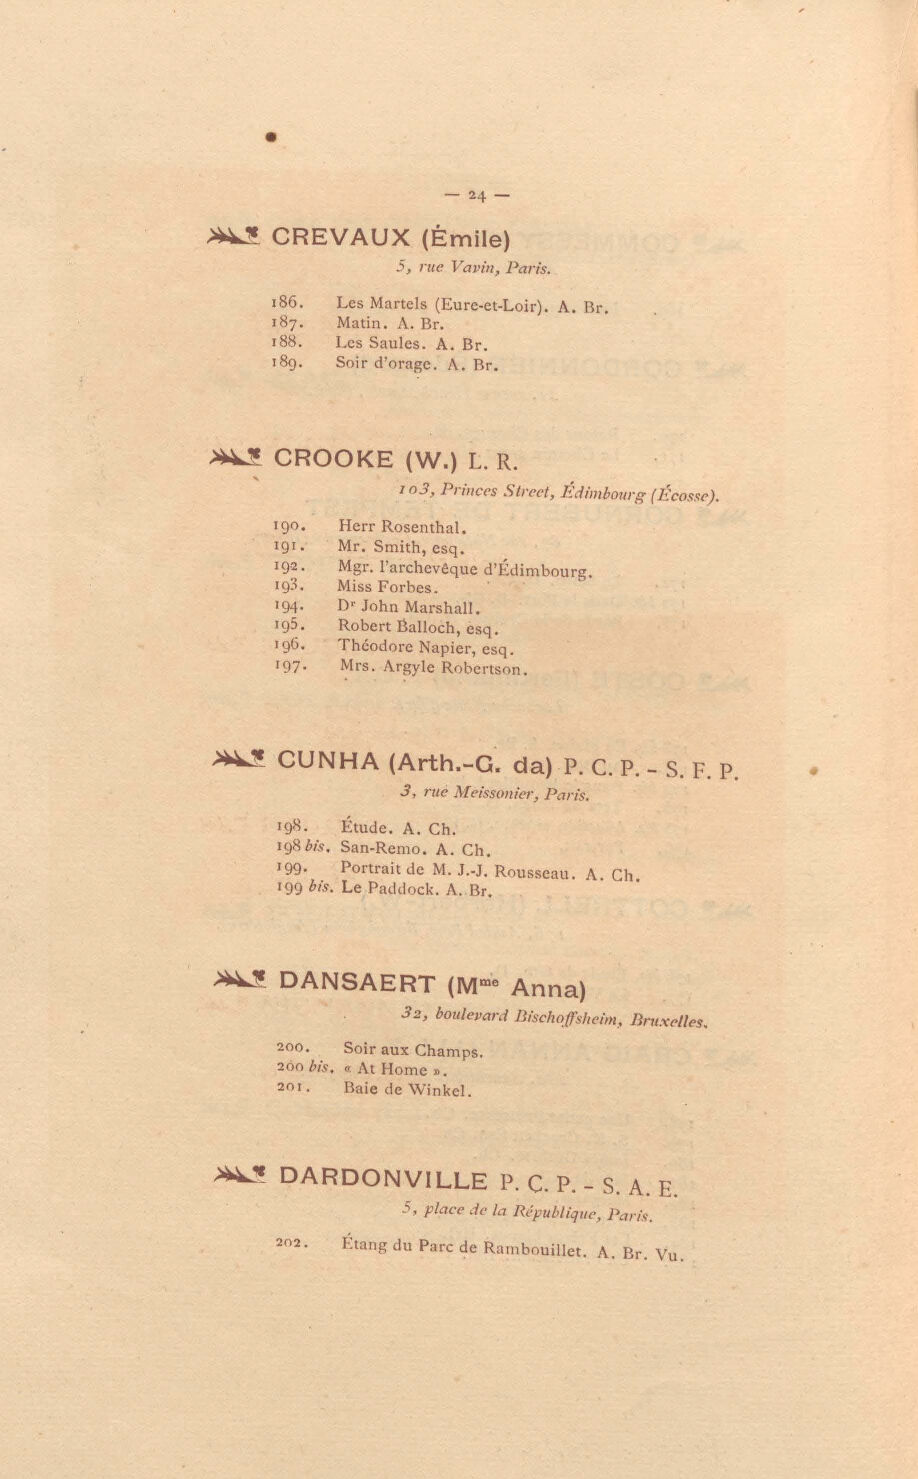 — 24 —
CREVAUX (Émile)
5, rue Vavin, Paris.
186. Les Martels (Eure-et-Loir). A. Br.
187. Matin. A. Br.
188. Les Saules. A. Br.
189. Soir d'orage. A. Br.
CROOKE (W.) L. R.
103, Princes Street, Édimbourg (Écosse).
190. Herr Rosenthal.
191. Mr. Smith, esq.
192. Mgr. l'archevêque d'Édimbourg.
193. Miss Forbes.
194. Dr John Marshall.
195. Robert Balloch, esq.
196. Théodore Napier, esq.
197. Mrs. Argyle Robertson.
CUNHA (Arth.-G. da) P. C. P. - S. F. P.
3, rue Meissonier, Paris.
198. Étude. A. Ch.
198 bis. San-Remo. A. Ch.
199. Portrait de M. J.-J. Rousseau. A. Ch.
199 bis. Le Paddock. A. Br.
DANSAERT (Mme Anna)
32, boulevard Bischoffsheim, Bruxelles.
200. Soir aux Champs.
200 bis. « At Home ».
201. Baie de Winkel.
DARDONVILLE P. C. P. - S. A. E.
5, place de la République, Paris.
202. Étang du Parc de Rambouillet. A. Br. Vu.